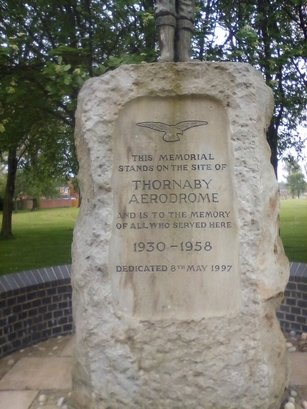 THIS MEMORIAL
STANDS ON THE SITE OF
THORNABY
AERODROME
AND IS TO THE MEMORY
OF ALL WHO SERVED HERE
1930-1958
DEDICATED 8TH MAY 1997